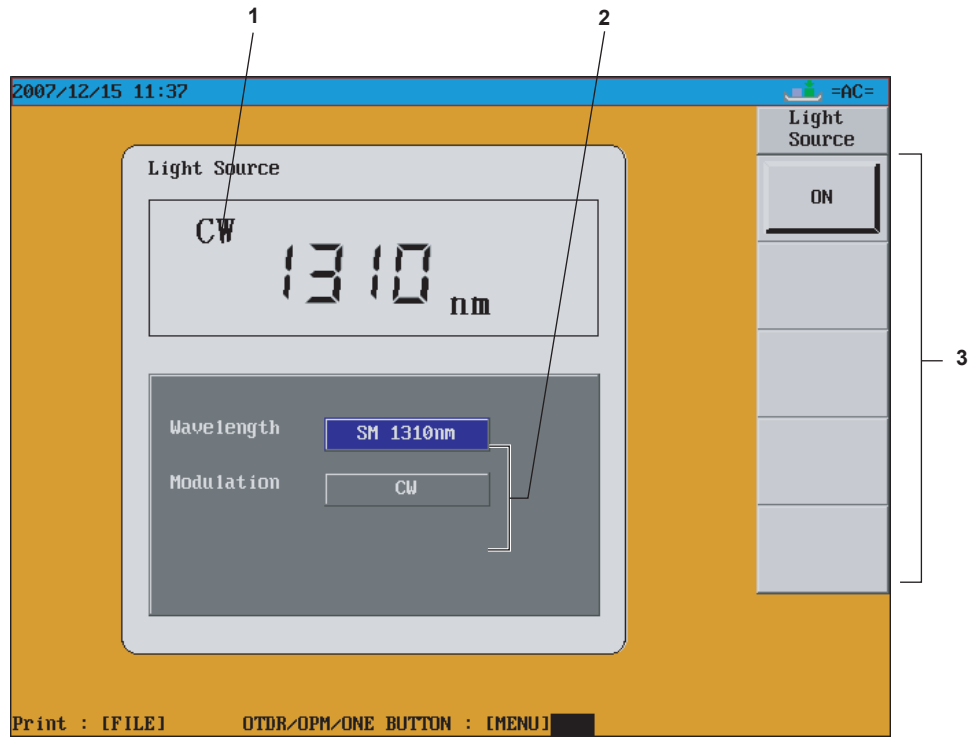 1
2
2007/12/15 11:37
=AC=
Light
Source
Light Source
ON
CW
1310 nm
3
Wavelength
SM 1310nm
Modulation
CW
Print : [FILE] OTDR/OPM/ONE BUTTON : [MENU]